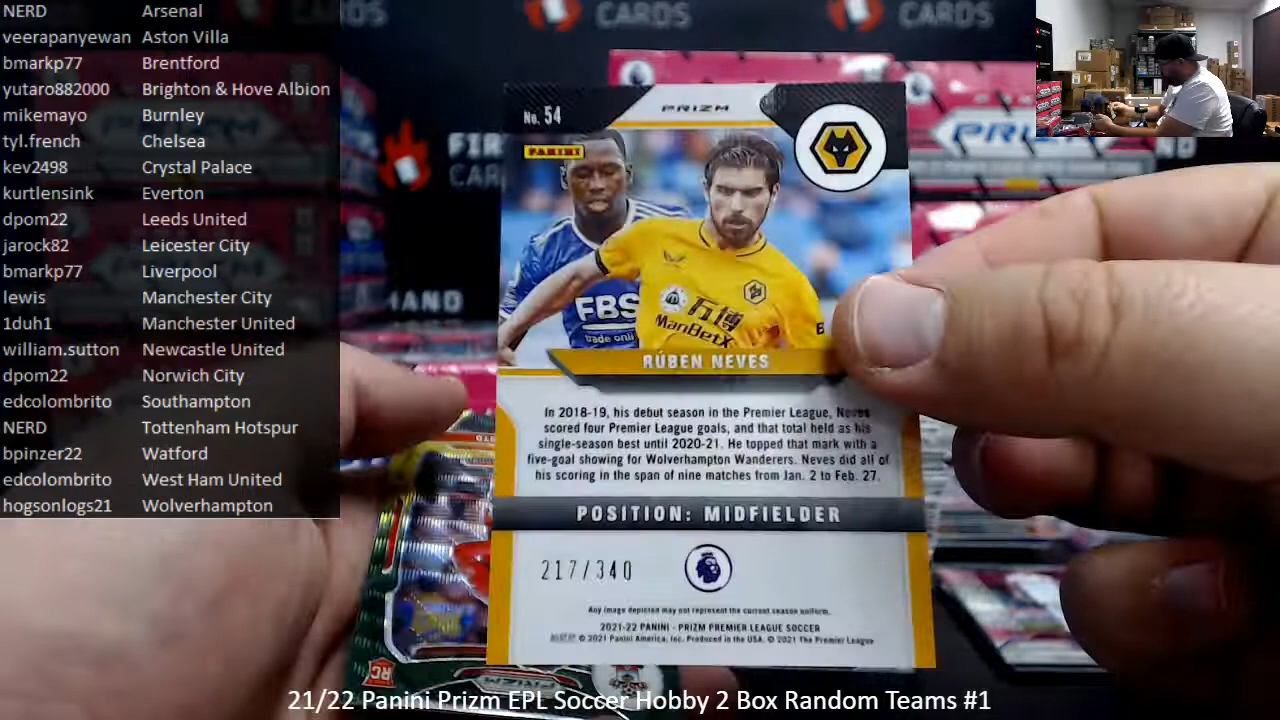 NERD Arsenal
veerapanyewan Aston Villa
bmarkp77 Brentford
yutaro882000 Brighton & Hove Albion
mikemayo Burnley
tyl.french Chelsea
kev2498 Crystal Palace
kurtlensink Everton
dpom22 Leeds United
jarock82 Leicester City
bmarkp77 Liverpool
lewis Manchester City
1duh1 Manchester United
william.sutton Newcastle United
dpom22 Norwich City
edcolombrito Southampton
NERD Tottenham Hotspur
bpinzer22 Watford
edcolombrito West Ham United
hogsonlogs21 Wolverhampton
CARDS
CARDS
FIR
CAR
No. 54
PRIZM
PANINI
FBS
trade onli
万博
ManBetX
RÚBEN NEVES
In 2018-19, his debut season in the Premier League, Neves
scored four Premier League goals, and that total held as his
single-season best until 2020-21. He topped that mark with a
five-goal showing for Wolverhampton Wanderers. Neves did all of
his scoring in the span of nine matches from Jan. 2 to Feb. 27.
POSITION: MIDFIELDER
217/340
Any image depicted may not represent the current season uniform.
2021-22 PANINI - PRIZM PREMIER LEAGUE SOCCER
© 2021 Panini America, Inc. Produced in the USA. © 2021 The Premier League
RC
PRIZM
21/22 Panini Prizm EPL Soccer Hobby 2 Box Random Teams #1